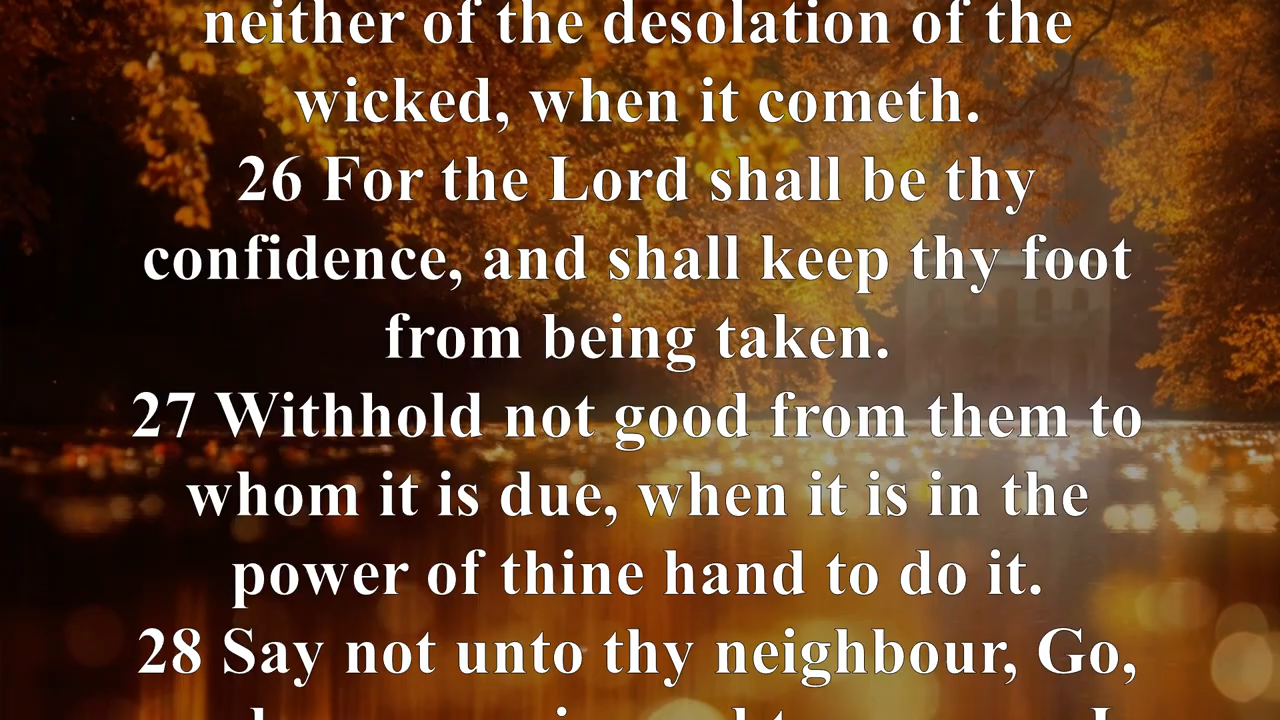 neither of the desolation of the
wicked, when it cometh.
26 For the Lord shall be thy
confidence, and shall keep thy foot
from being taken.
27 Withhold not good from them to
whom it is due, when it is in the
power of thine hand to do it.
28 Say not unto thy neighbour, Go,